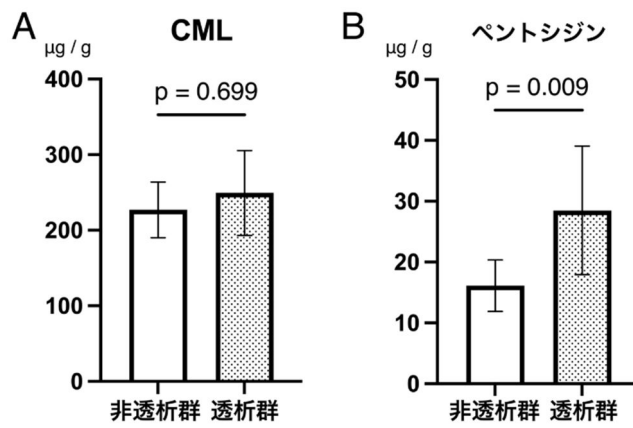 A
CML
µg / g
400
300
200
100
0
p = 0.699
非透析群 透析群
B
ペントシジン
µg / g
50
40
30
20
10
0
p = 0.009
非透析群 透析群